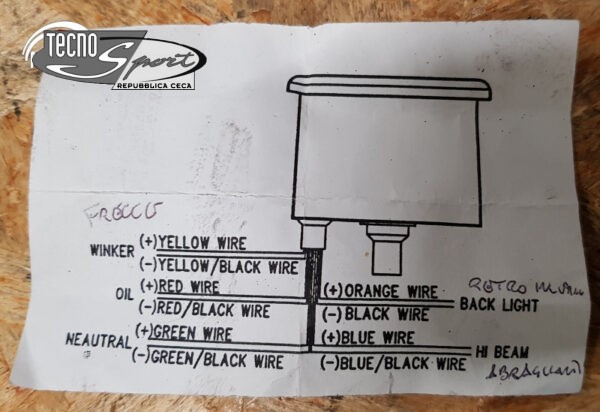 TECNO
Sport
REPUBBLICA CECA
FRECCE
WINKER
(+)YELLOW WIRE
(-)YELLOW/BLACK WIRE
OIL
(+)RED WIRE
(-)RED/BLACK WIRE
NEAUTRAL
(+)GREEN WIRE
(-)GREEN/BLACK WIRE
(+)ORANGE WIRE
(-) BLACK WIRE
BACK LIGHT
RETRO
(+)BLUE WIRE
(-)BLUE/BLACK WIRE
HI BEAM